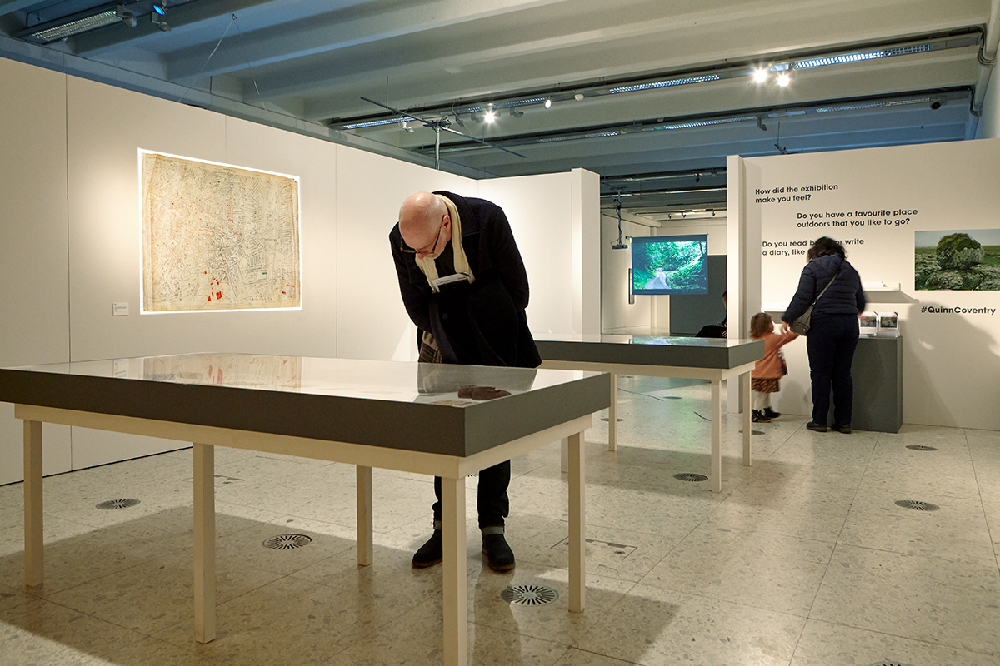 How did the exhibition
make you feel?
Do you have a favourite place
outdoors that you like to go?
Do you read b or write
a diary, like
#QuinnCoventry